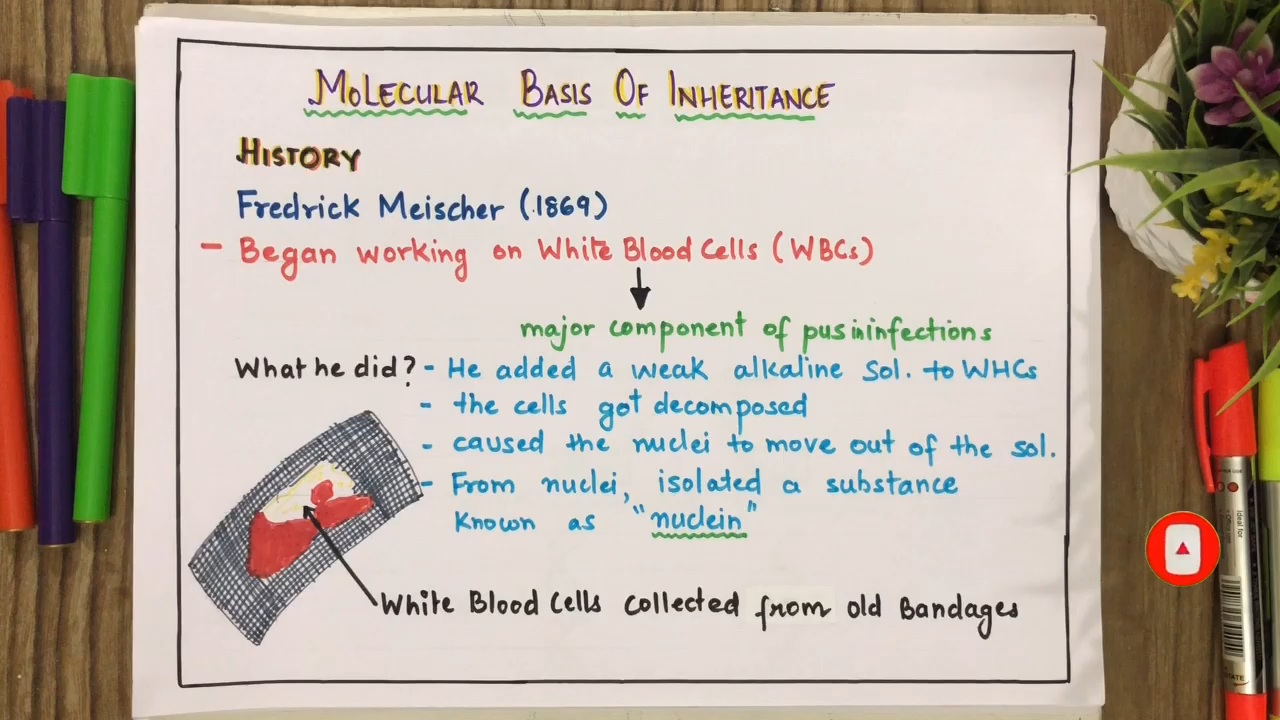 MOLECULAR BASIS OF INHERITANCE
HISTORY
Fredrick Meischer (1869)
- Began working on White Blood Cells (WBCs)
major component of pus in infections
What he did? - He added a weak alkaline sol. to WHCs
- the cells got decomposed
- caused the nuclei to move out of the sol.
- From nuclei, isolated a substance
Known as "nuclein"
White Blood Cells collected from old Bandages
Ideal for